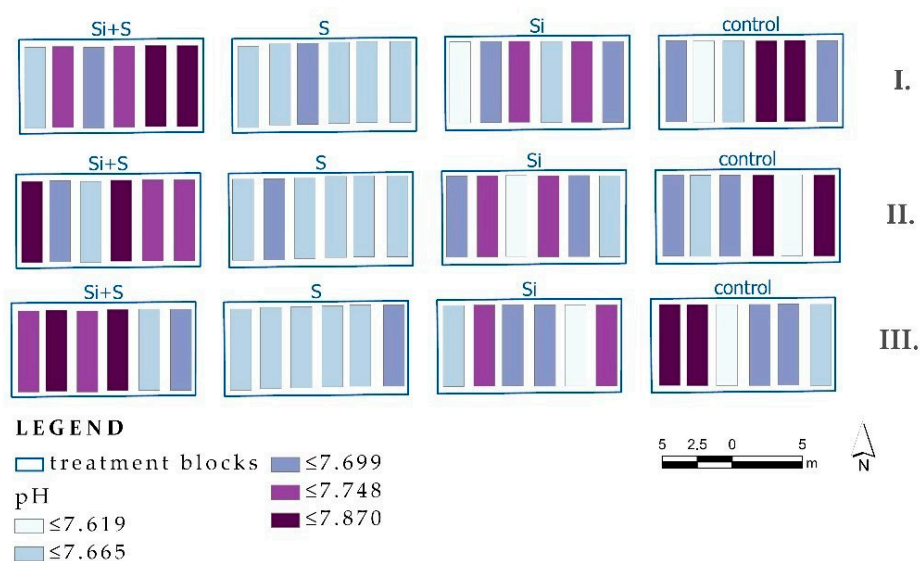 Si+S S Si control
I.
Si+S S Si control
II.
Si+S S Si control
III.
LEGEND
treatment blocks
pH
≤7.619
≤7.665
≤7.699
≤7.748
≤7.870
5 2.5 0 5
m
N